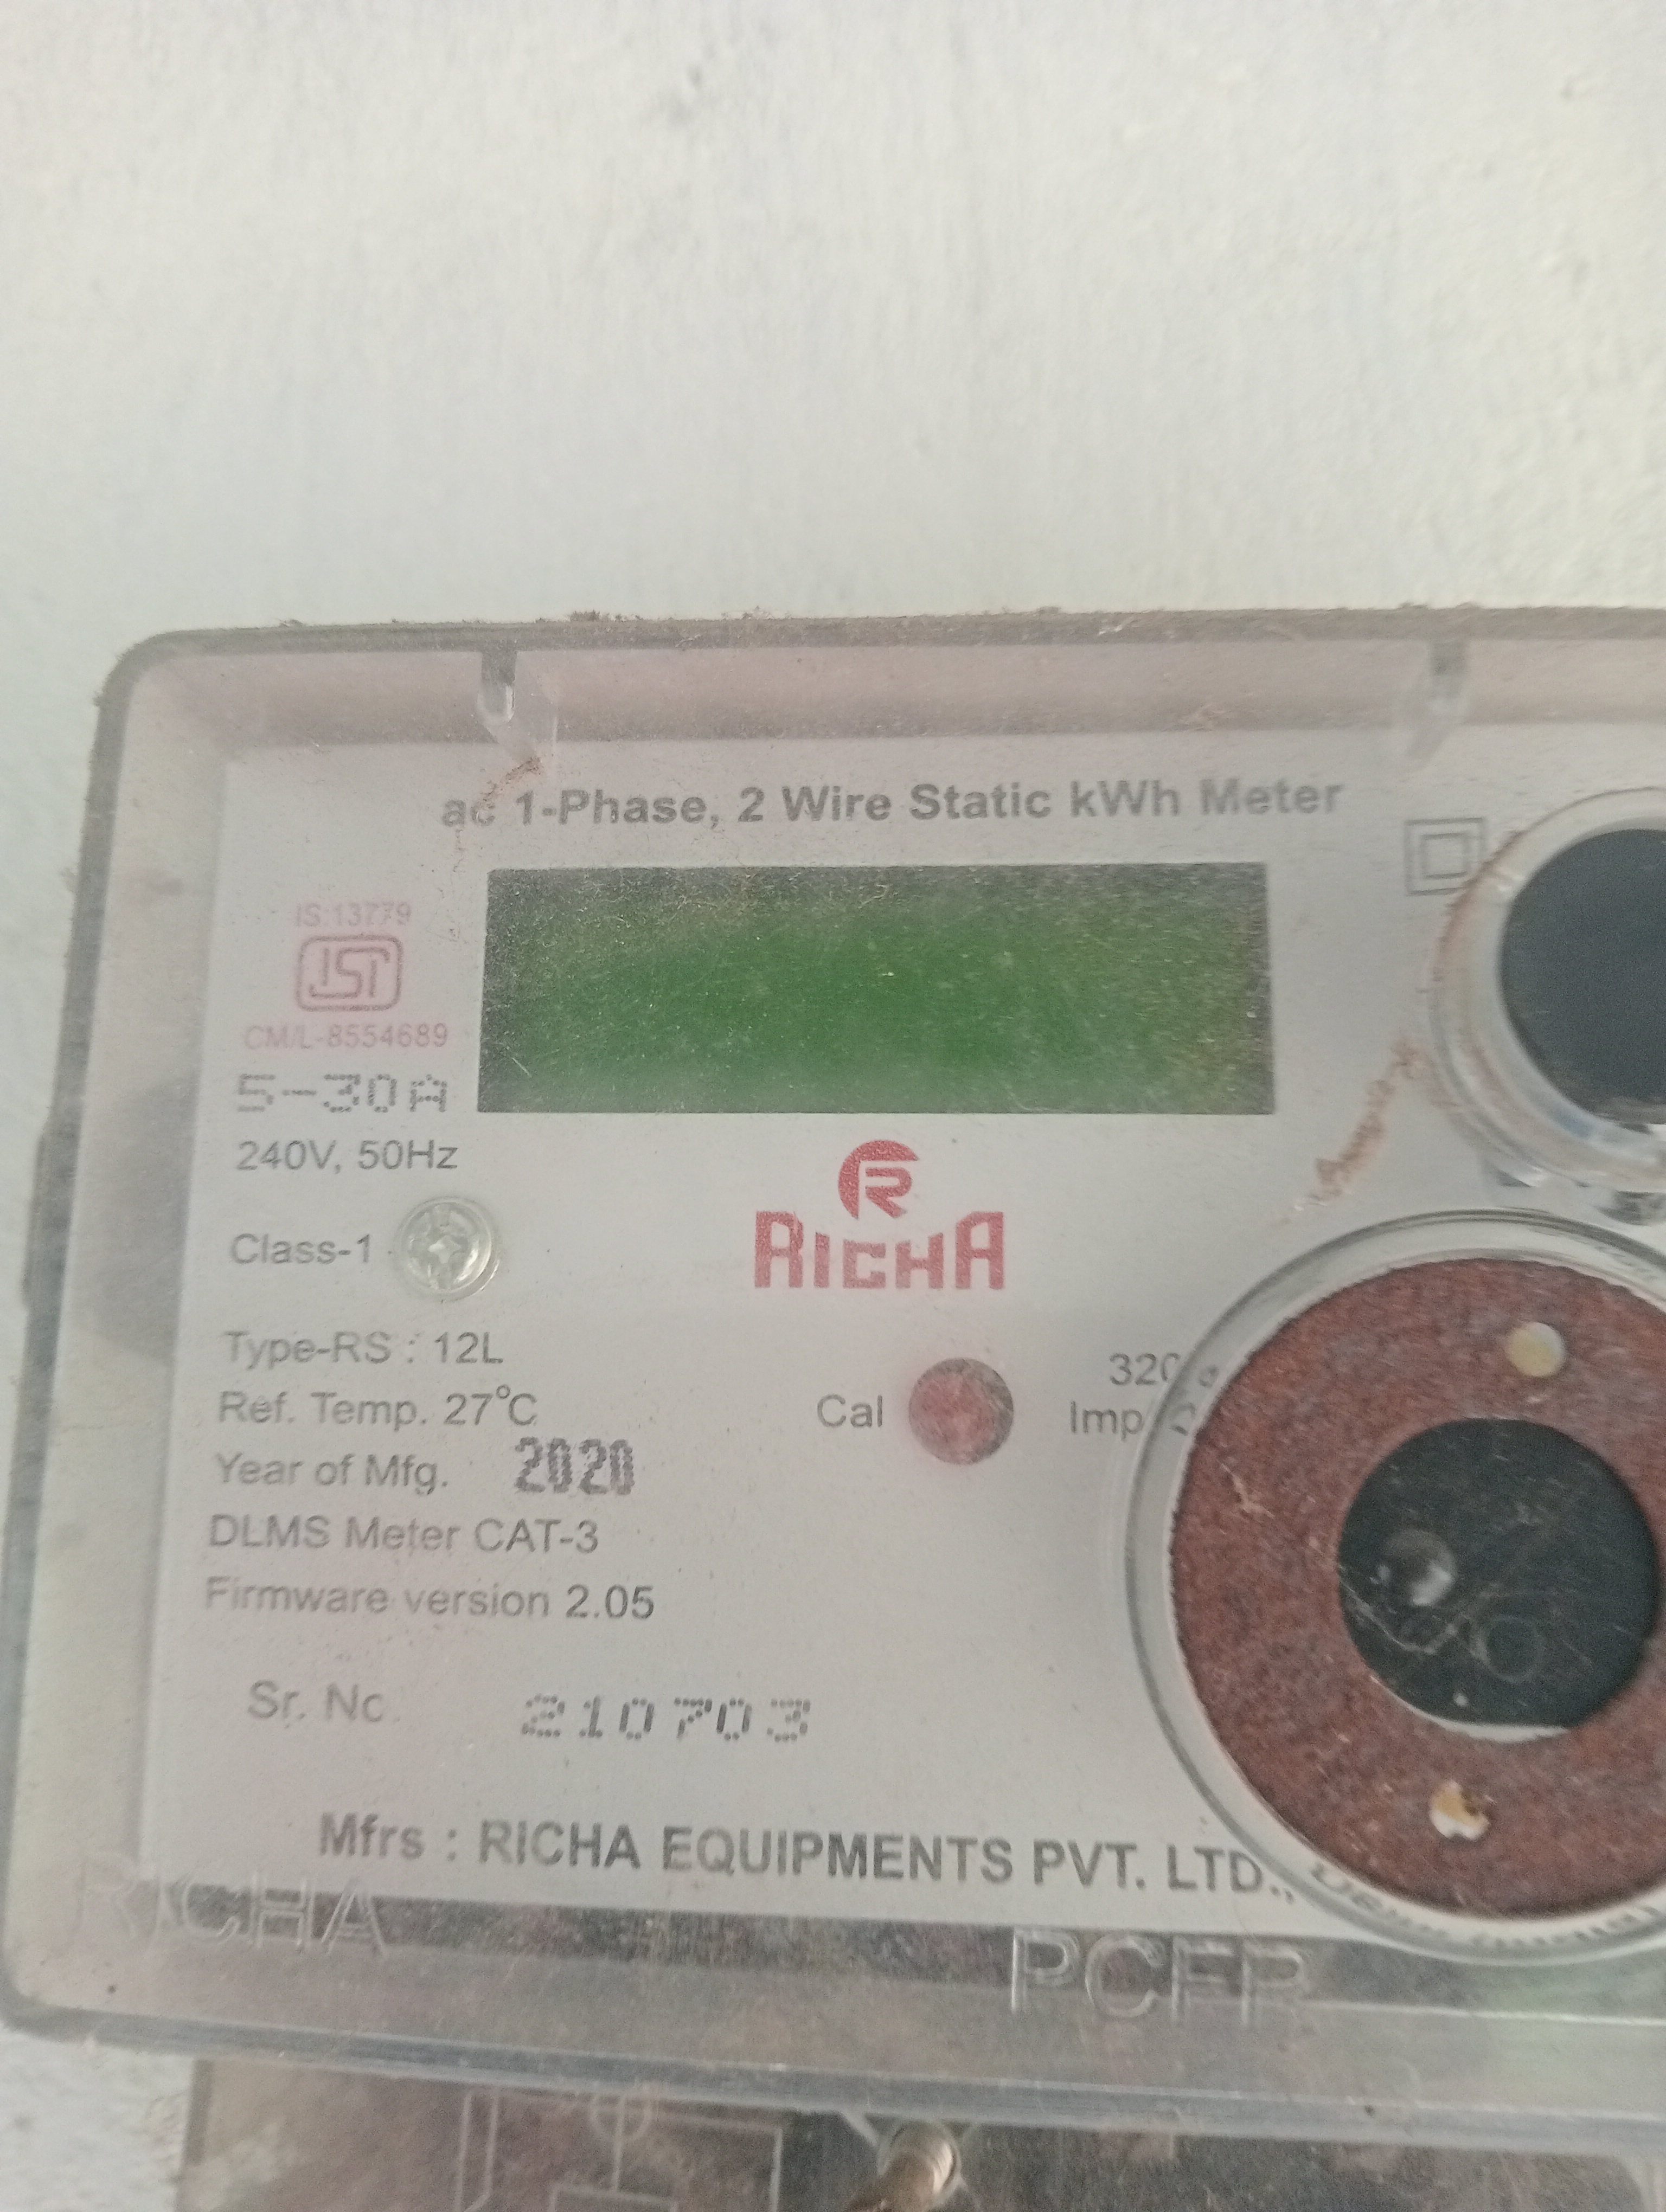 ac 1-Phase, 2 Wire Static kWh Meter
IS:13779
ISI
CM/L-8554689
5-30A
240V, 50Hz
Class-1
R
RICHA
Type-RS : 12L
Ref. Temp. 27°C
Cal
320
Imp
Year of Mfg. 2020
DLMS Meter CAT-3
Firmware version 2.05
Sr. No. 210703
Mfrs : RICHA EQUIPMENTS PVT. LTD.,
RICHA
PCFP